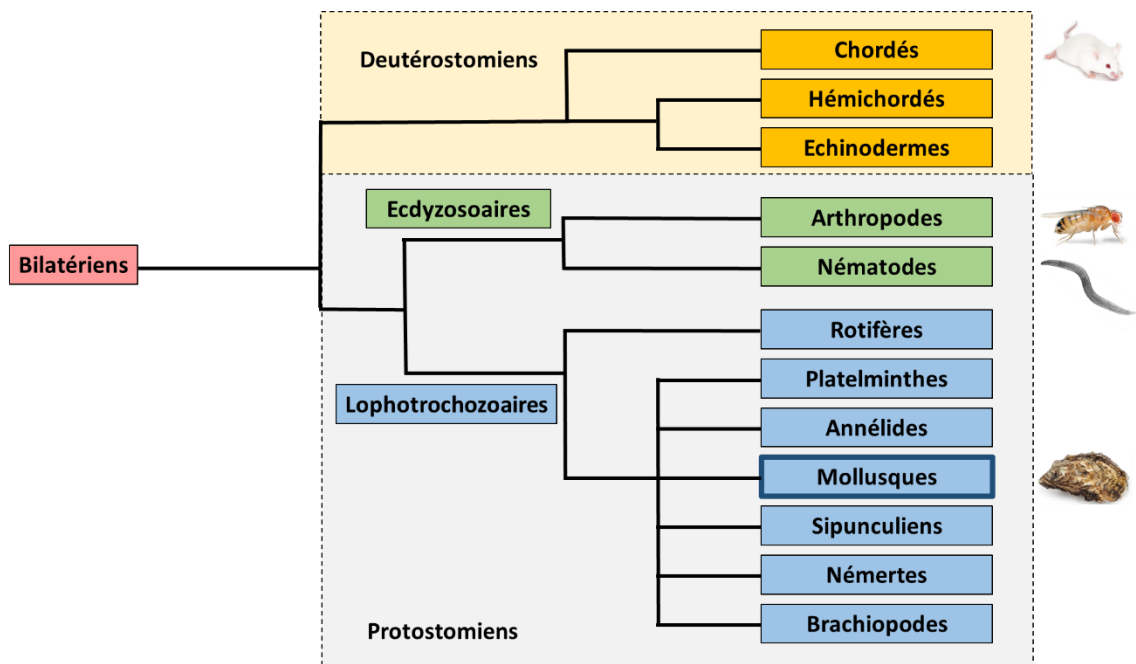 Deutérostomiens
Chordés
Hémichordés
Echinodermes
Ecdyzosoaires
Arthropodes
Bilatériens
Nématodes
Rotifères
Platelminthes
Lophotrochozoaires
Annélides
Mollusques
Sipunculiens
Némertes
Brachiopodes
Protostomiens